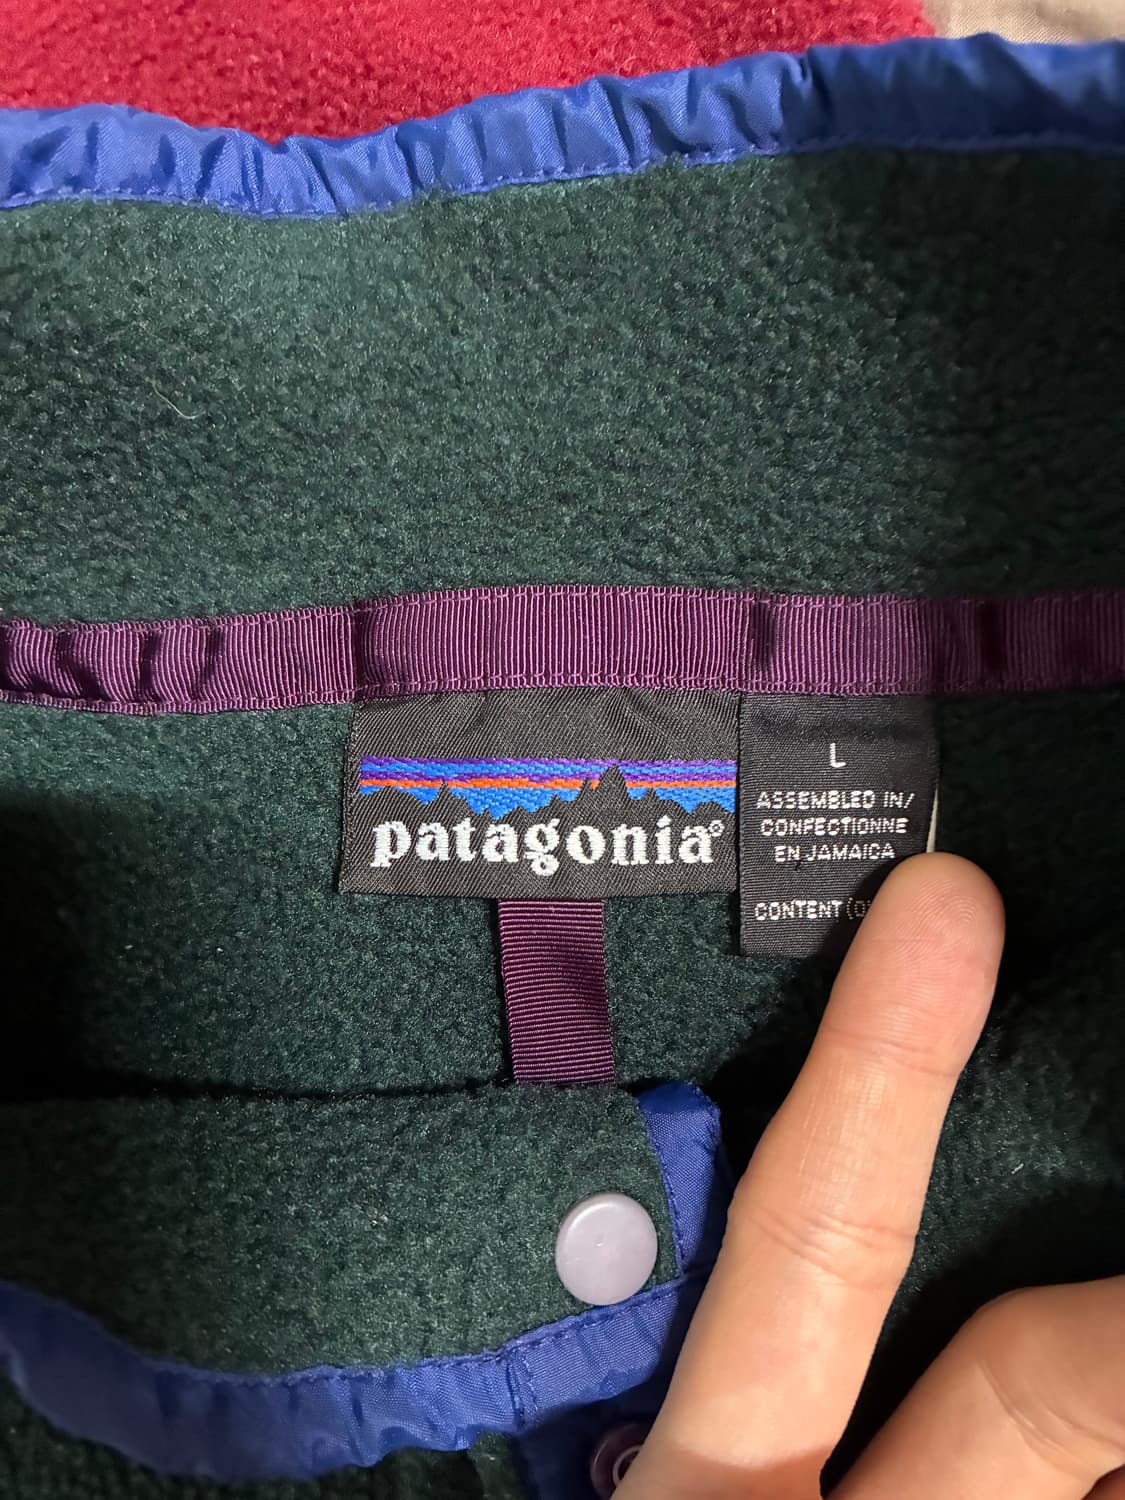 patagonia®
L
ASSEMBLED IN/
CONFECTIONNE
EN JAMAICA
CONTENT